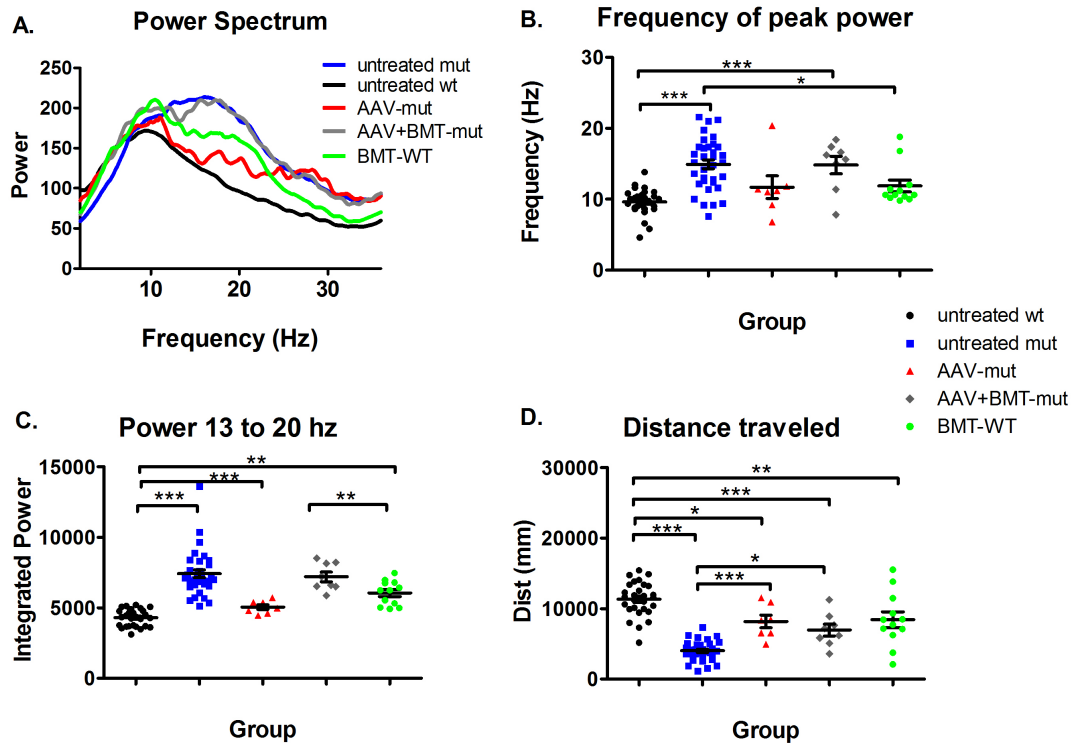 A.
Power Spectrum
250
200
150
100
50
0
Power
10
20
30
Frequency (Hz)
untreated mut
untreated wt
AAV-mut
AAV+BMT-mut
BMT-WT
B.
Frequency of peak power
30
20
10
0
Frequency (Hz)
***
*
***
Group
untreated wt
untreated mut
AAV-mut
AAV+BMT-mut
BMT-WT
C.
Power 13 to 20 hz
15000
10000
5000
0
Integrated Power
**
***
***
**
Group
D.
Distance traveled
30000
20000
10000
0
Dist (mm)
**
***
*
***
*
***
Group